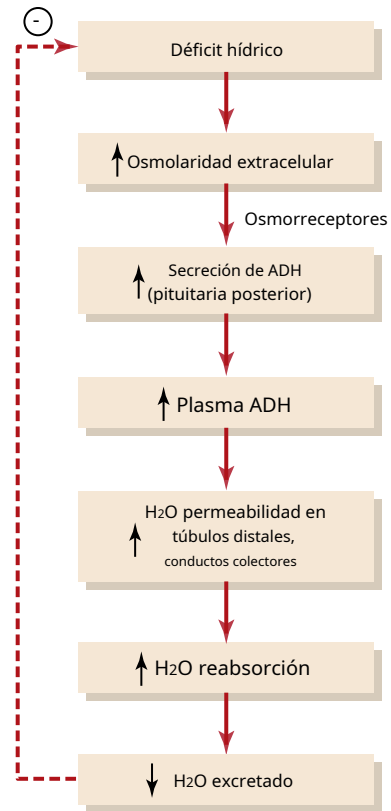 -
Déficit hídrico
Osmolaridad extracelular
Osmorreceptores
Secreción de ADH
(pituitaria posterior)
Plasma ADH
H2O permeabilidad en
túbulos distales,
conductos colectores
H2O reabsorción
H2O excretado